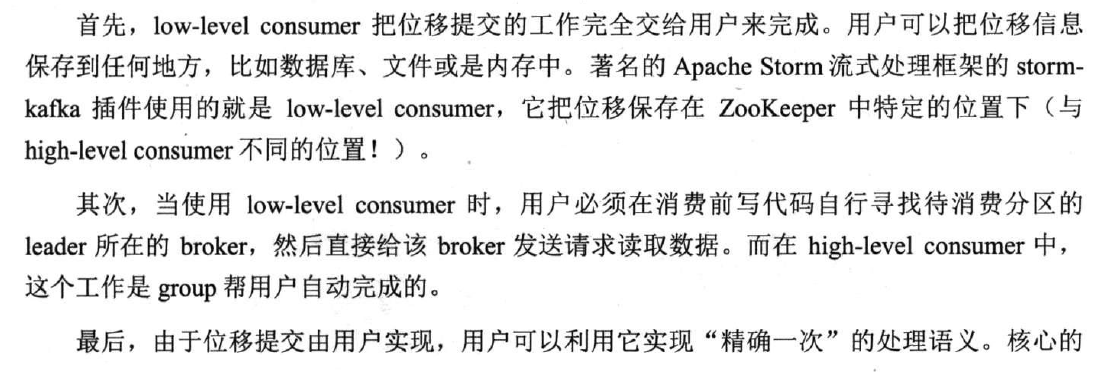 首先，low-level consumer 把位移提交的工作完全交给用户来完成。用户可以把位移信息
保存到任何地方，比如数据库、文件或是内存中。著名的 Apache Storm 流式处理框架的 storm-
kafka 插件使用的就是 low-level consumer，它把位移保存在 ZooKeeper 中特定的位置下（与
high-level consumer 不同的位置！）。
其次，当使用 low-level consumer 时，用户必须在消费前写代码自行寻找待消费分区的
leader 所在的 broker，然后直接给该 broker 发送请求读取数据。而在 high-level consumer 中，
这个工作是 group 帮用户自动完成的。
最后，由于位移提交由用户实现，用户可以利用它实现“精确一次”的处理语义。核心的